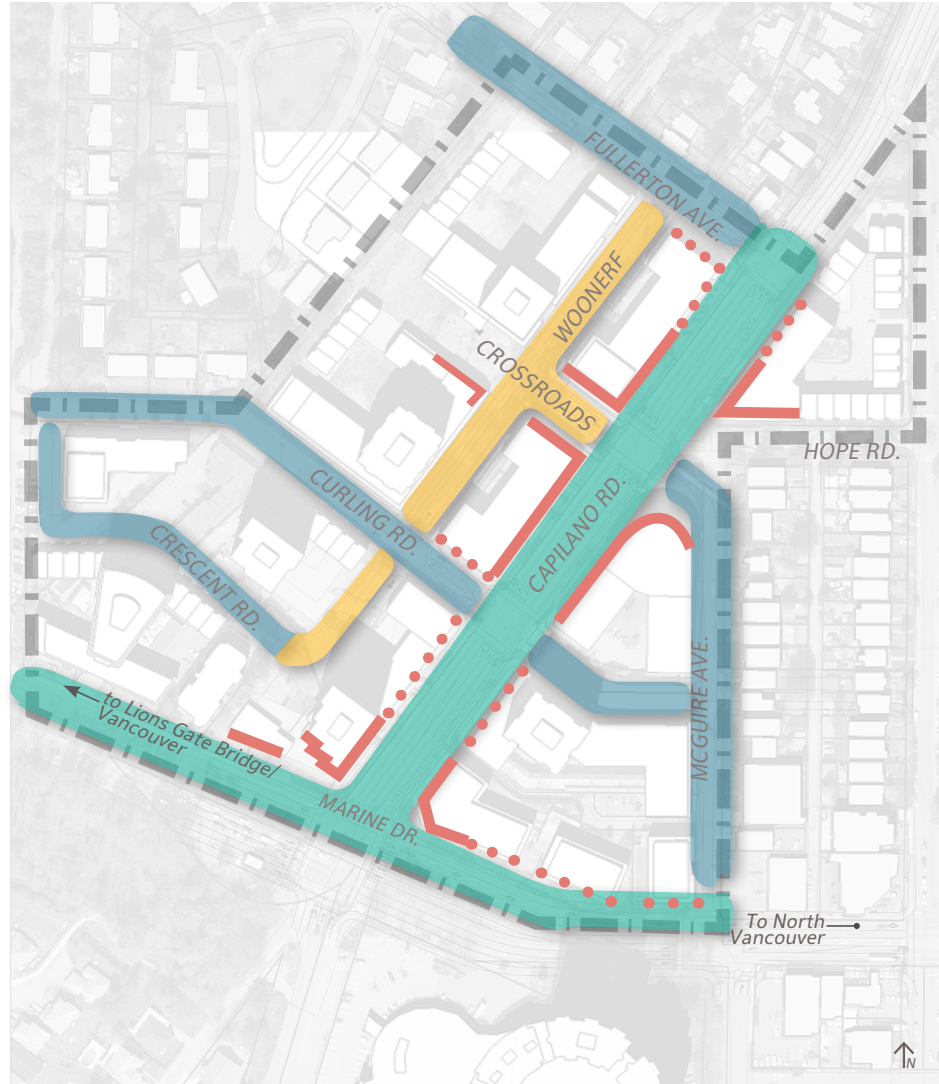 FULLERTON AVE.
WOONERF
CROSSROADS
HOPE RD.
CURLING RD.
CAPILANO RD.
CRESCENT RD.
MCGUIRE AVE.
to Lions Gate Bridge/
Vancouver
MARINE DR.
To North
Vancouver
N